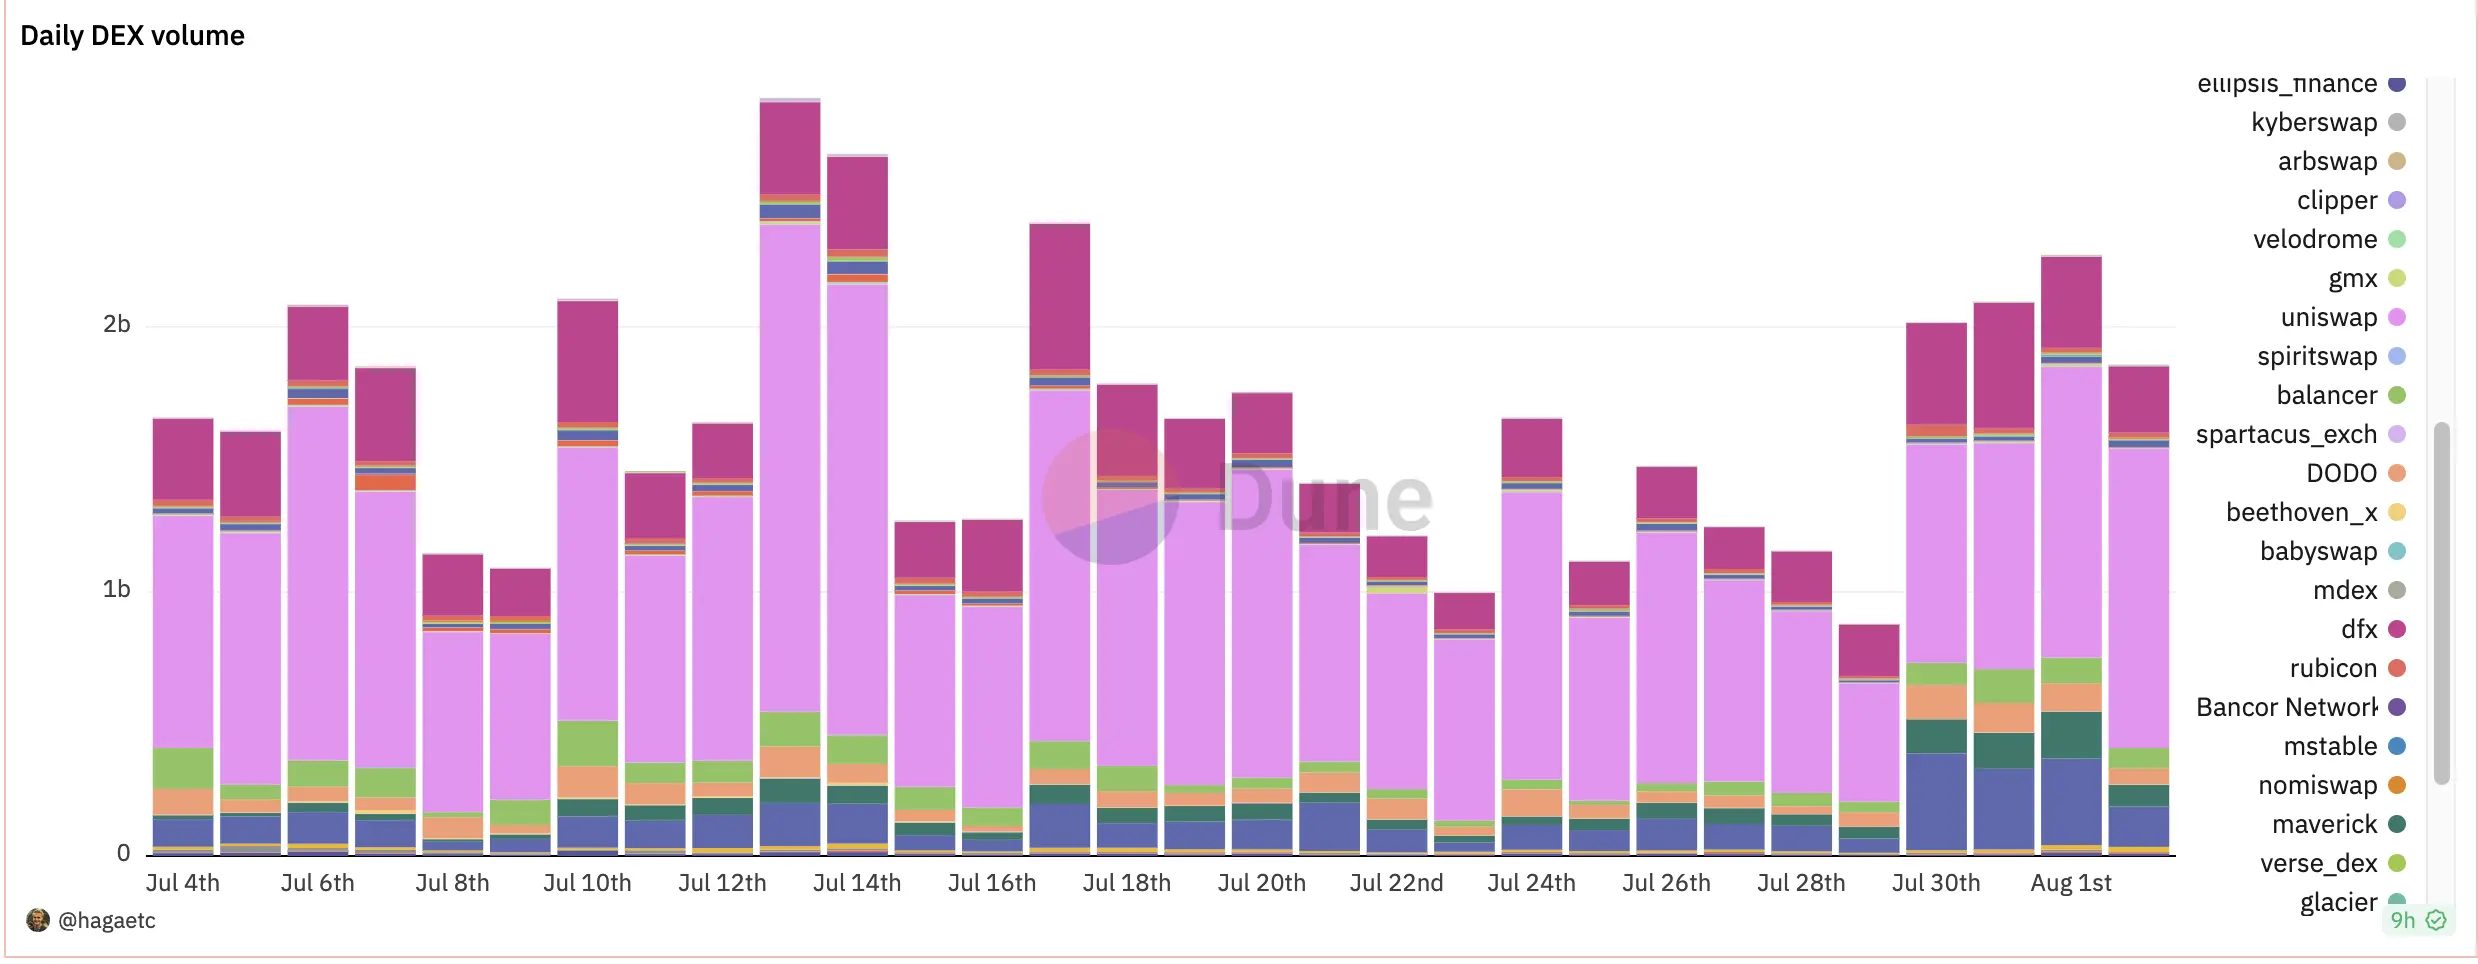 Daily DEX volume
ellipsis_finance
kyberswap
arbswap
clipper
velodrome
gmx
uniswap
spiritswap
balancer
spartacus_exch
DODO
beethoven_x
babyswap
mdex
dfx
rubicon
Bancor Network
mstable
nomiswap
maverick
verse_dex
glacier
2b
1b
0
Dune
Jul 4th Jul 6th Jul 8th Jul 10th Jul 12th Jul 14th Jul 16th Jul 18th Jul 20th Jul 22nd Jul 24th Jul 26th Jul 28th Jul 30th Aug 1st
@hagaetc
9h